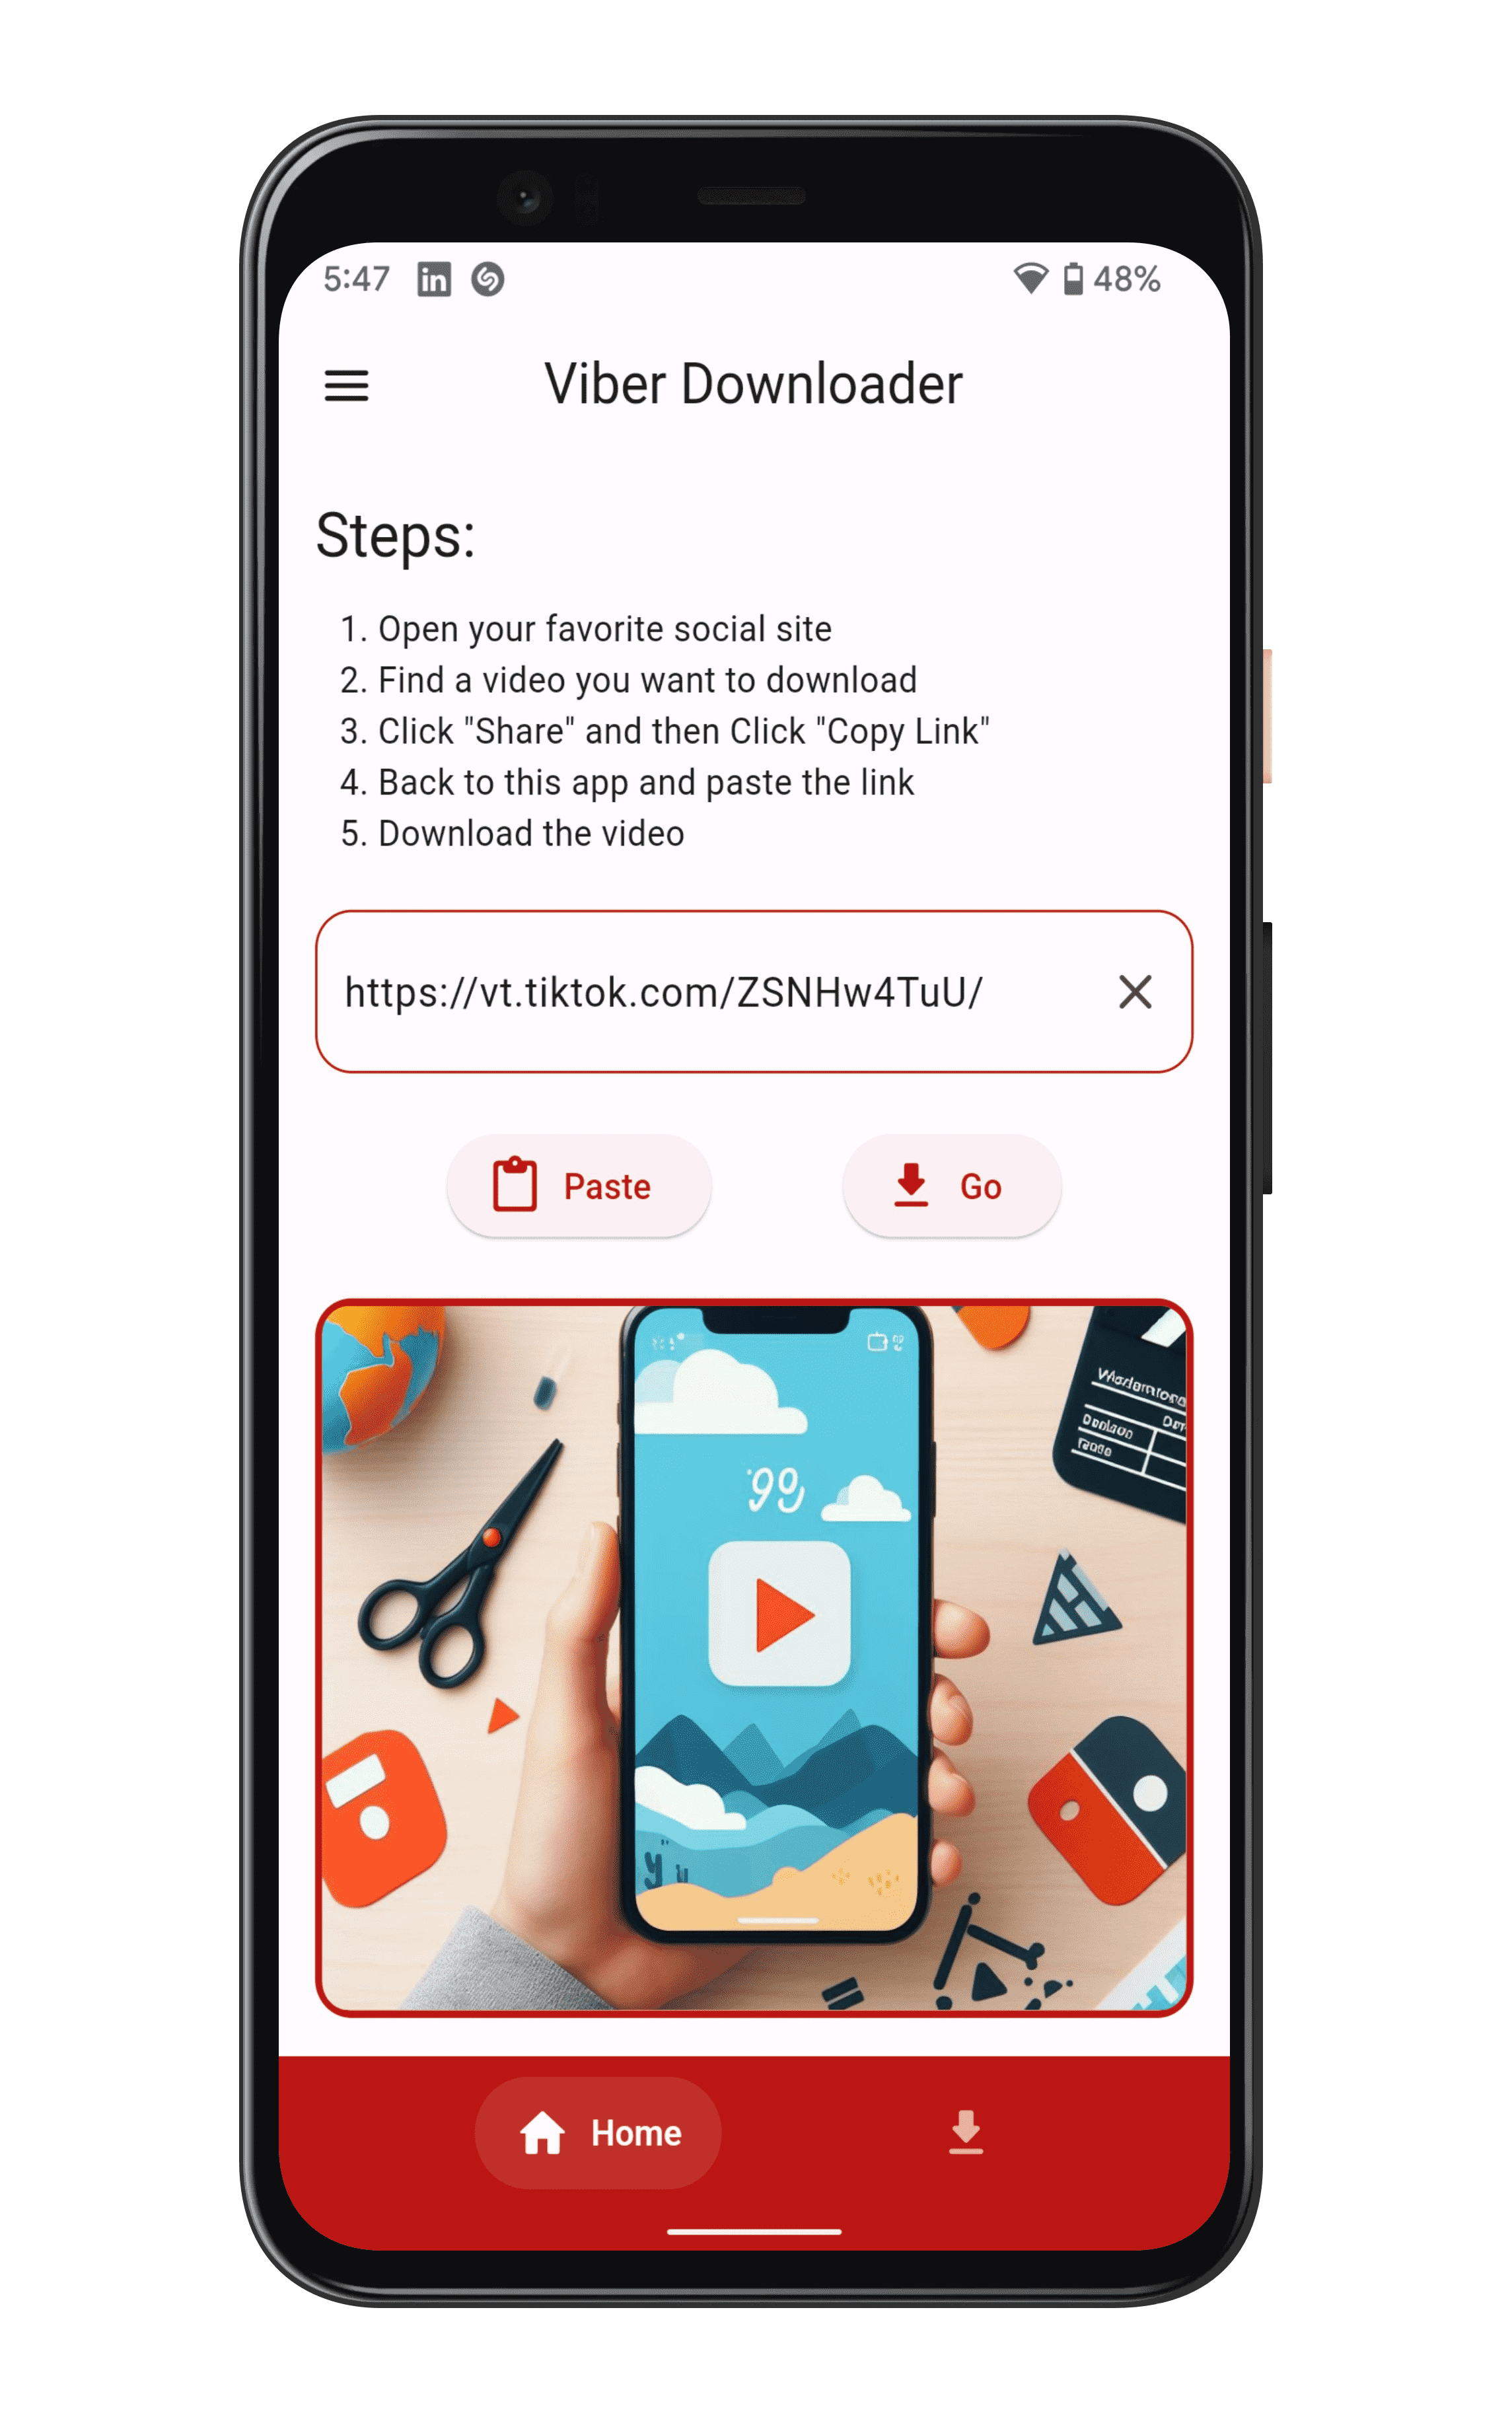 5:47 in 48%
Viber Downloader
Steps:
1. Open your favorite social site
2. Find a video you want to download
3. Click "Share" and then Click "Copy Link"
4. Back to this app and paste the link
5. Download the video
https://vt.tiktok.com/ZSNHw4TuU/
Paste Go
99
Home